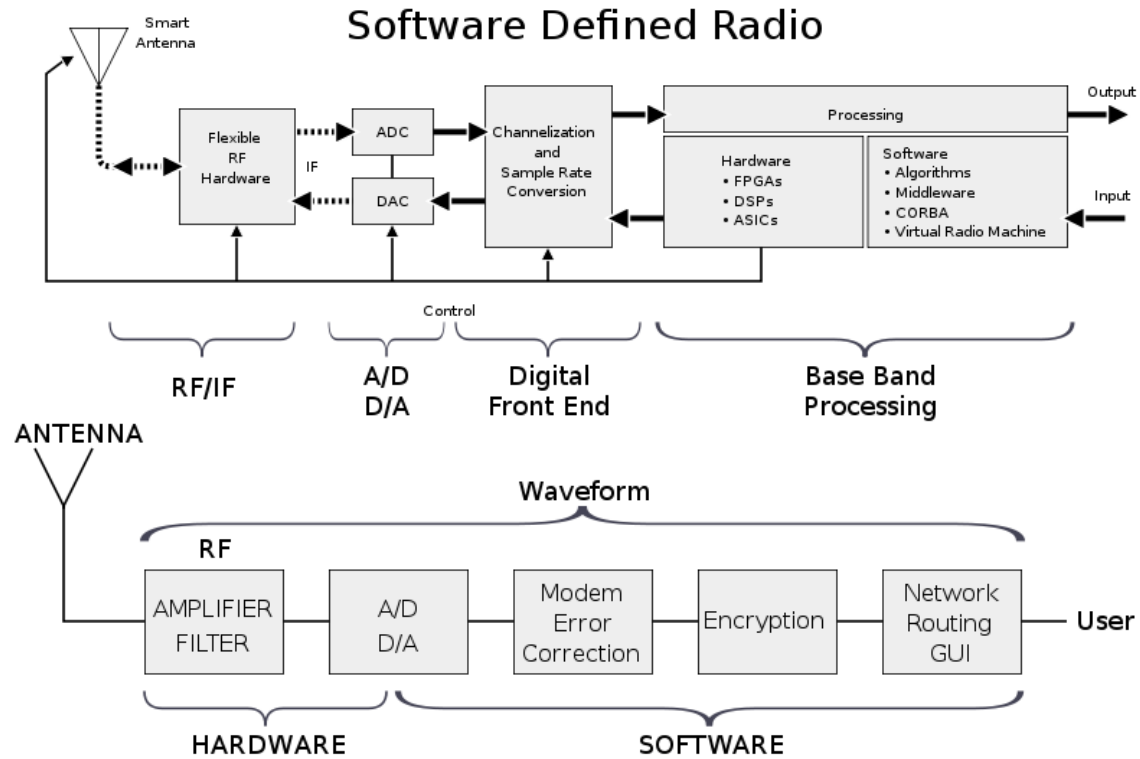 Software Defined Radio
Smart
Antenna
Flexible
RF
Hardware
IF
ADC
DAC
Channelization
and
Sample Rate
Conversion
Processing
Hardware
• FPGAs
• DSPs
• ASICs
Software
• Algorithms
• Middleware
• CORBA
• Virtual Radio Machine
Output
Input
Control
RF/IF
A/D
D/A
Digital
Front End
Base Band
Processing
ANTENNA
Waveform
RF
AMPLIFIER
FILTER
A/D
D/A
Modem
Error
Correction
Encryption
Network
Routing
GUI
User
HARDWARE
SOFTWARE